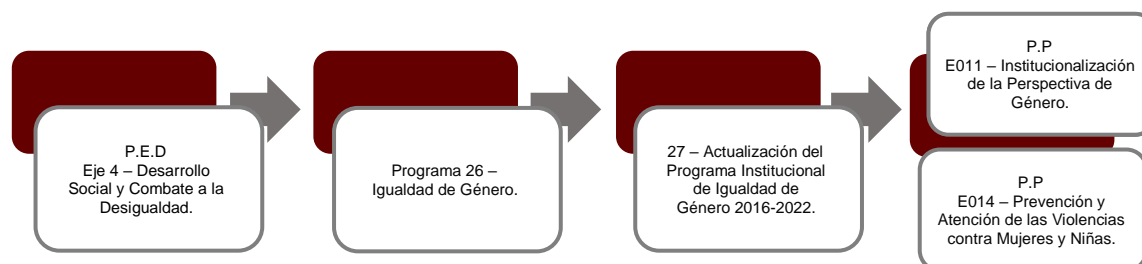 P.E.D
Eje 4 – Desarrollo
Social y Combate a la
Desigualdad.
Programa 26 –
Igualdad de Género.
27 – Actualización del
Programa Institucional
de Igualdad de
Género 2016-2022.
P.P
E011 – Institucionalización
de la Perspectiva de
Género.
P.P
E014 – Prevención y
Atención de las Violencias
contra Mujeres y Niñas.